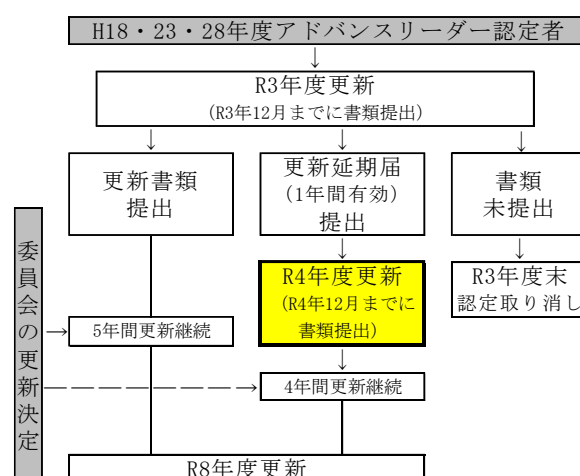 H18・23・28年度アドバンスリーダー認定者
R3年度更新
(R3年12月までに書類提出)
更新書類
提出
更新延期届
(1年間有効)
提出
書類
未提出
R4年度更新
(R4年12月までに
書類提出)
R3年度末
認定取り消し
委員会の更新決定
5年間更新継続
4年間更新継続
R8年度更新